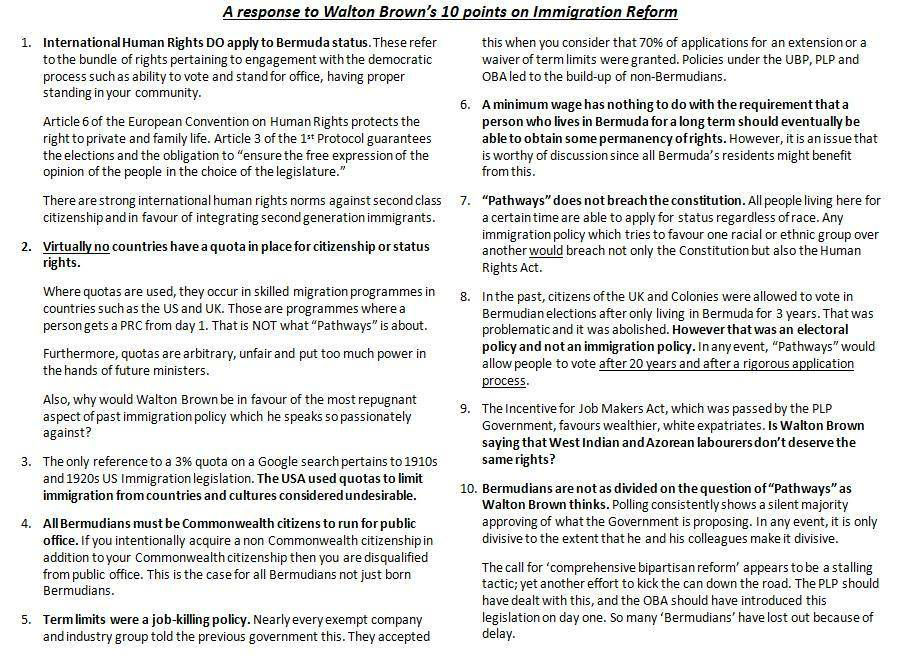 A response to Walton Brown's 10 points on Immigration Reform
1. International Human Rights DO apply to Bermuda status. These refer
to the bundle of rights pertaining to engagement with the democratic
process such as ability to vote and stand for office, having proper
standing in your community.
Article 6 of the European Convention on Human Rights protects the
right to private and family life. Article 3 of the 1st Protocol guarantees
the elections and the obligation to "ensure the free expression of the
opinion of the people in the choice of the legislature."
There are strong international human rights norms against second class
citizenship and in favour of integrating second generation immigrants.
2. Virtually no countries have a quota in place for citizenship or status
rights.
Where quotas are used, they occur in skilled migration programmes in
countries such as the US and UK. Those are programmes where a
person gets a PRC from day 1. That is NOT what "Pathways" is about.
Furthermore, quotas are arbitrary, unfair and put too much power in
the hands of future ministers.
Also, why would Walton Brown be in favour of the most repugnant
aspect of past immigration policy which he speaks so passionately
against?
3. The only reference to a 3% quota on a Google search pertains to 1910s
and 1920s US Immigration legislation. The USA used quotas to limit
immigration from countries and cultures considered undesirable.
4. All Bermudians must be Commonwealth citizens to run for public
office. If you intentionally acquire a non Commonwealth citizenship in
addition to your Commonwealth citizenship then you are disqualified
from public office. This is the case for all Bermudians not just born
Bermudians.
5. Term limits were a job-killing policy. Nearly every exempt company
and industry group told the previous government this. They accepted
this when you consider that 70% of applications for an extension or a
waiver of term limits were granted. Policies under the UBP, PLP and
OBA led to the build-up of non-Bermudians.
6. A minimum wage has nothing to do with the requirement that a
person who lives in Bermuda for a long term should eventually be
able to obtain some permanency of rights. However, it is an issue that
is worthy of discussion since all Bermuda's residents might benefit
from this.
7. "Pathways" does not breach the constitution. All people living here for
a certain time are able to apply for status regardless of race. Any
immigration policy which tries to favour one racial or ethnic group over
another would breach not only the Constitution but also the Human
Rights Act.
8. In the past, citizens of the UK and Colonies were allowed to vote in
Bermudian elections after only living in Bermuda for 3 years. That was
problematic and it was abolished. However that was an electoral
policy and not an immigration policy. In any event, "Pathways" would
allow people to vote after 20 years and after a rigorous application
process.
9. The Incentive for Job Makers Act, which was passed by the PLP
Government, favours wealthier, white expatriates. Is Walton Brown
saying that West Indian and Azorean labourers don't deserve the
same rights?
10. Bermudians are not as divided on the question of "Pathways" as
Walton Brown thinks. Polling consistently shows a silent majority
approving of what the Government is proposing. In any event, it is only
divisive to the extent that he and his colleagues make it divisive.
The call for 'comprehensive bipartisan reform' appears to be a stalling
tactic; yet another effort to kick the can down the road. The PLP should
have dealt with this, and the OBA should have introduced this
legislation on day one. So many 'Bermudians' have lost out because of
delay.